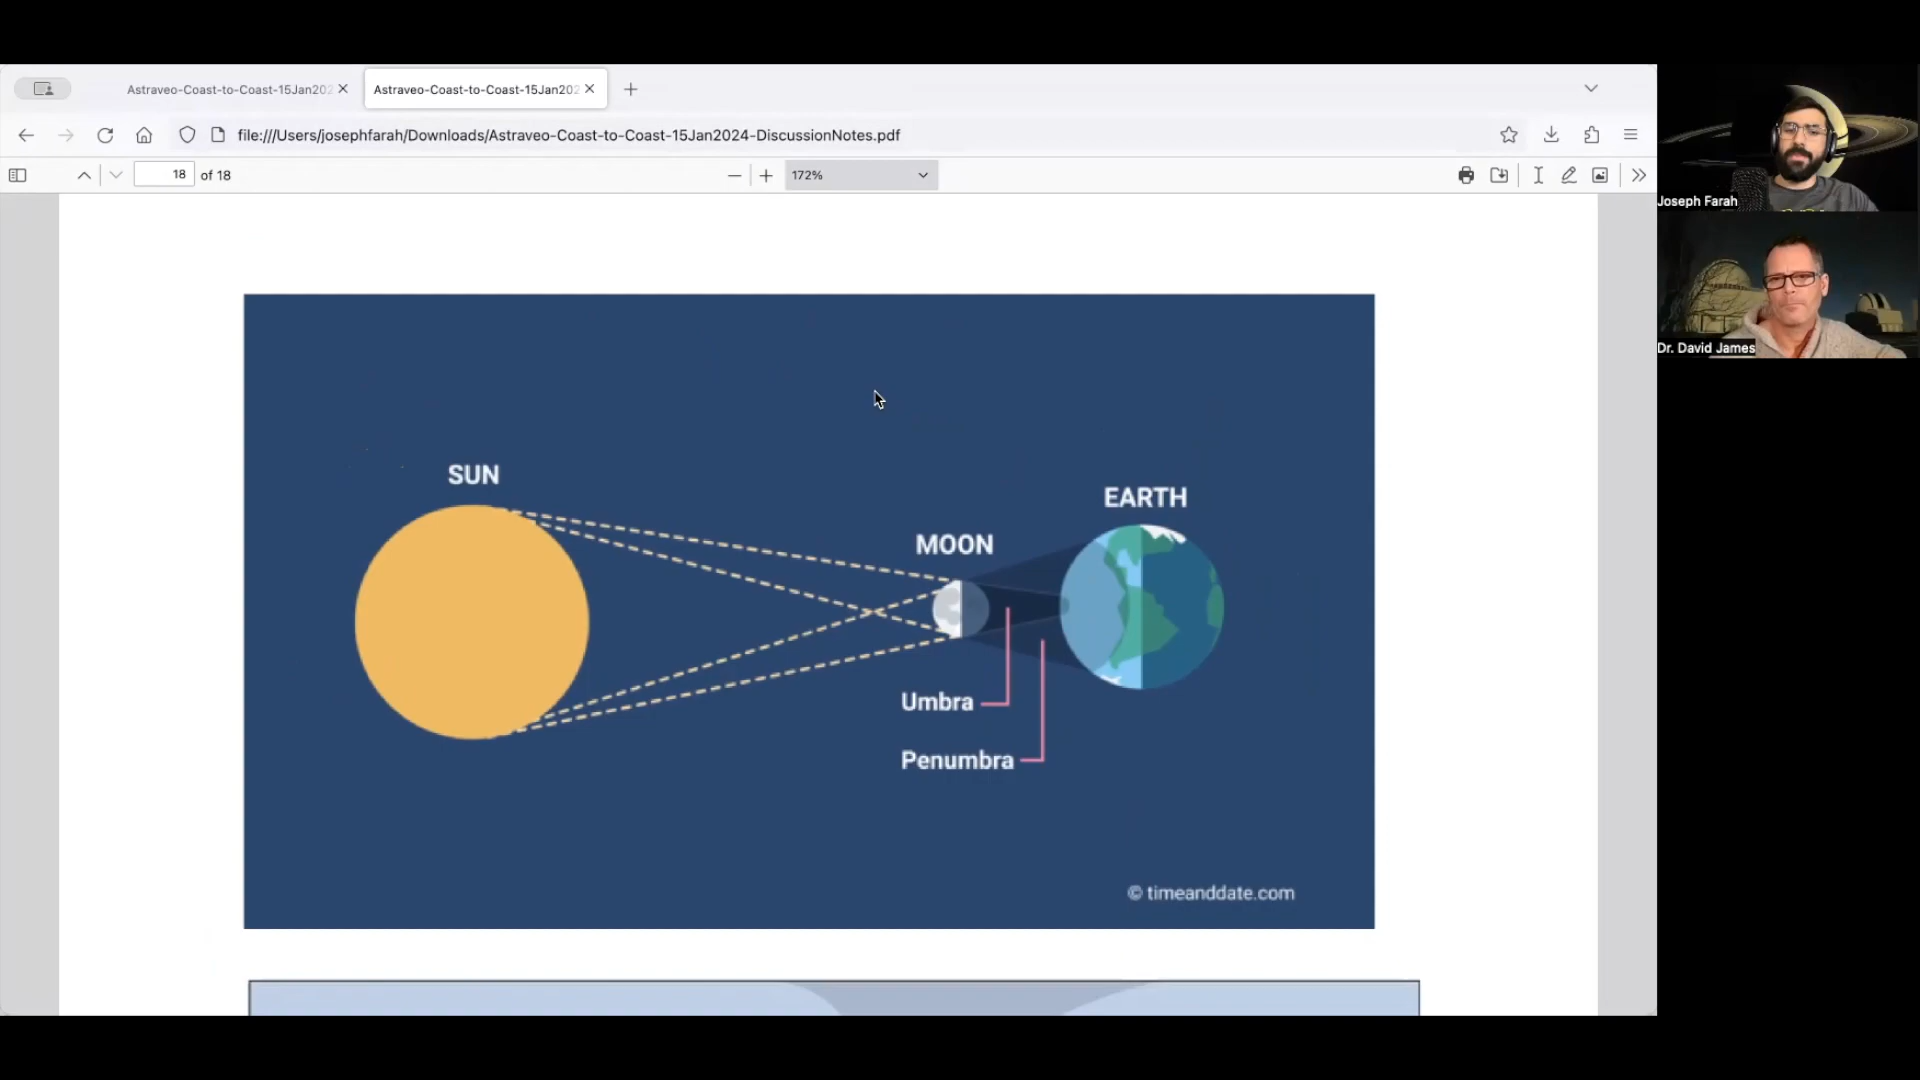 Astraveo-Coast-to-Coast-15Jan202
Astraveo-Coast-to-Coast-15Jan202
file:///Users/josephfarah/Downloads/Astraveo-Coast-to-Coast-15Jan2024-DiscussionNotes.pdf
18 of 18
172%
Joseph Farah
Dr. David James
SUN
EARTH
MOON
Umbra
Penumbra
© timeanddate.com